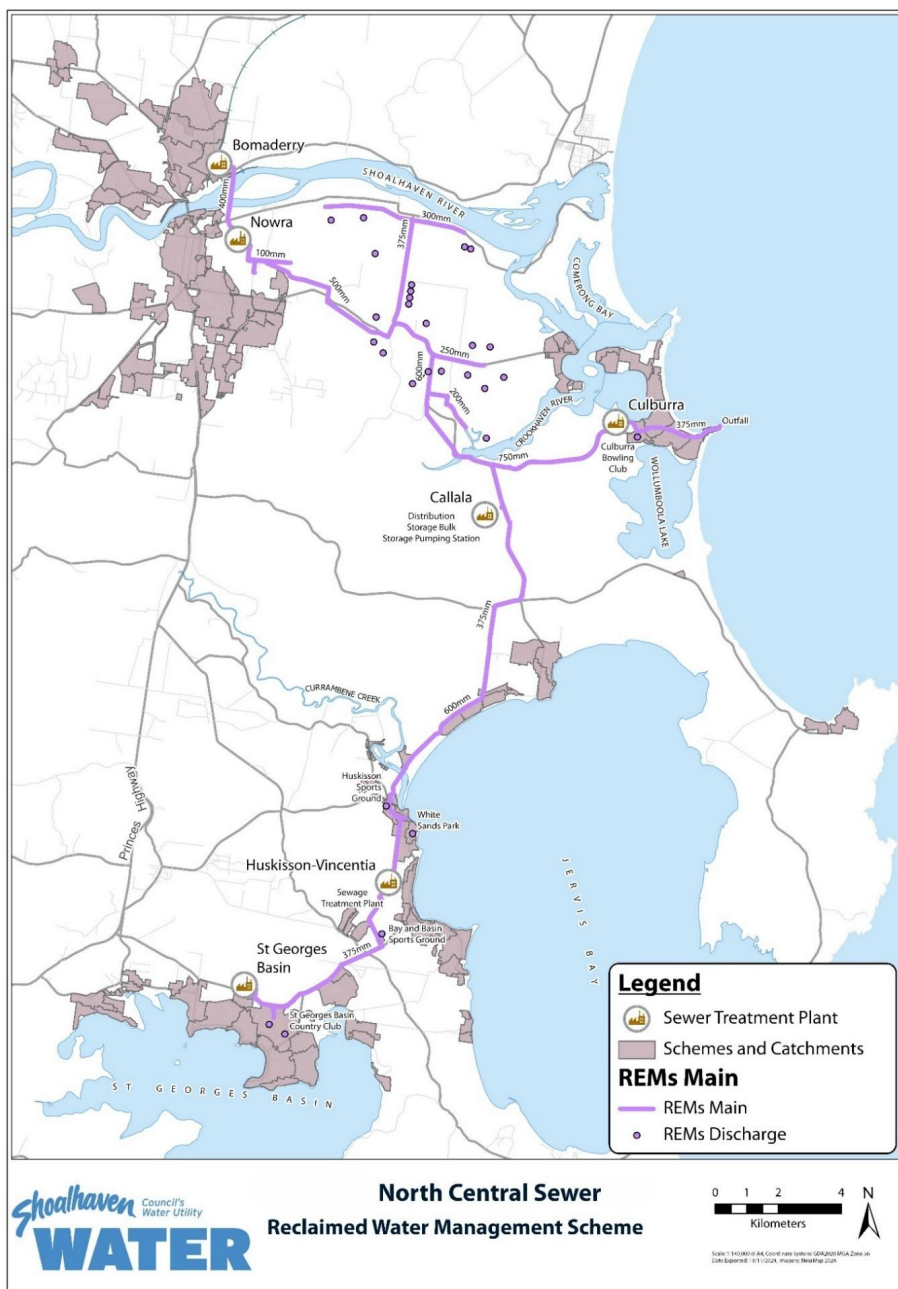 Bomaderry
SHOALHAVEN RIVER
400mm
Nowra
300mm
375mm
100mm
COMERONG BAY
500mm
250mm
600mm
200mm
CROOKHAVEN RIVER
Culburra
375mm
Outfall
Culburra
Bowling
Club
750mm
WOLLUMBOOLA LAKE
Callala
Distribution
Storage Bulk
Storage Pumping Station
375mm
CURRAMBENE CREEK
600mm
Princes
Highway
Huskisson
Sports
Ground
White
Sands Park
Huskisson-Vincentia
Sewage
Treatment Plant
JERVIS BAY
Bay and Basin
Sports Ground
St Georges
Basin
375mm
St Georges Basin
Country Club
ST GEORGES BASIN
Legend
Sewer Treatment Plant
Schemes and Catchments
REMs Main
REMs Main
REMs Discharge
Shoalhaven
Council's
Water Utility
WATER
North Central Sewer
Reclaimed Water Management Scheme
0 1 2 4
Kilometers
N